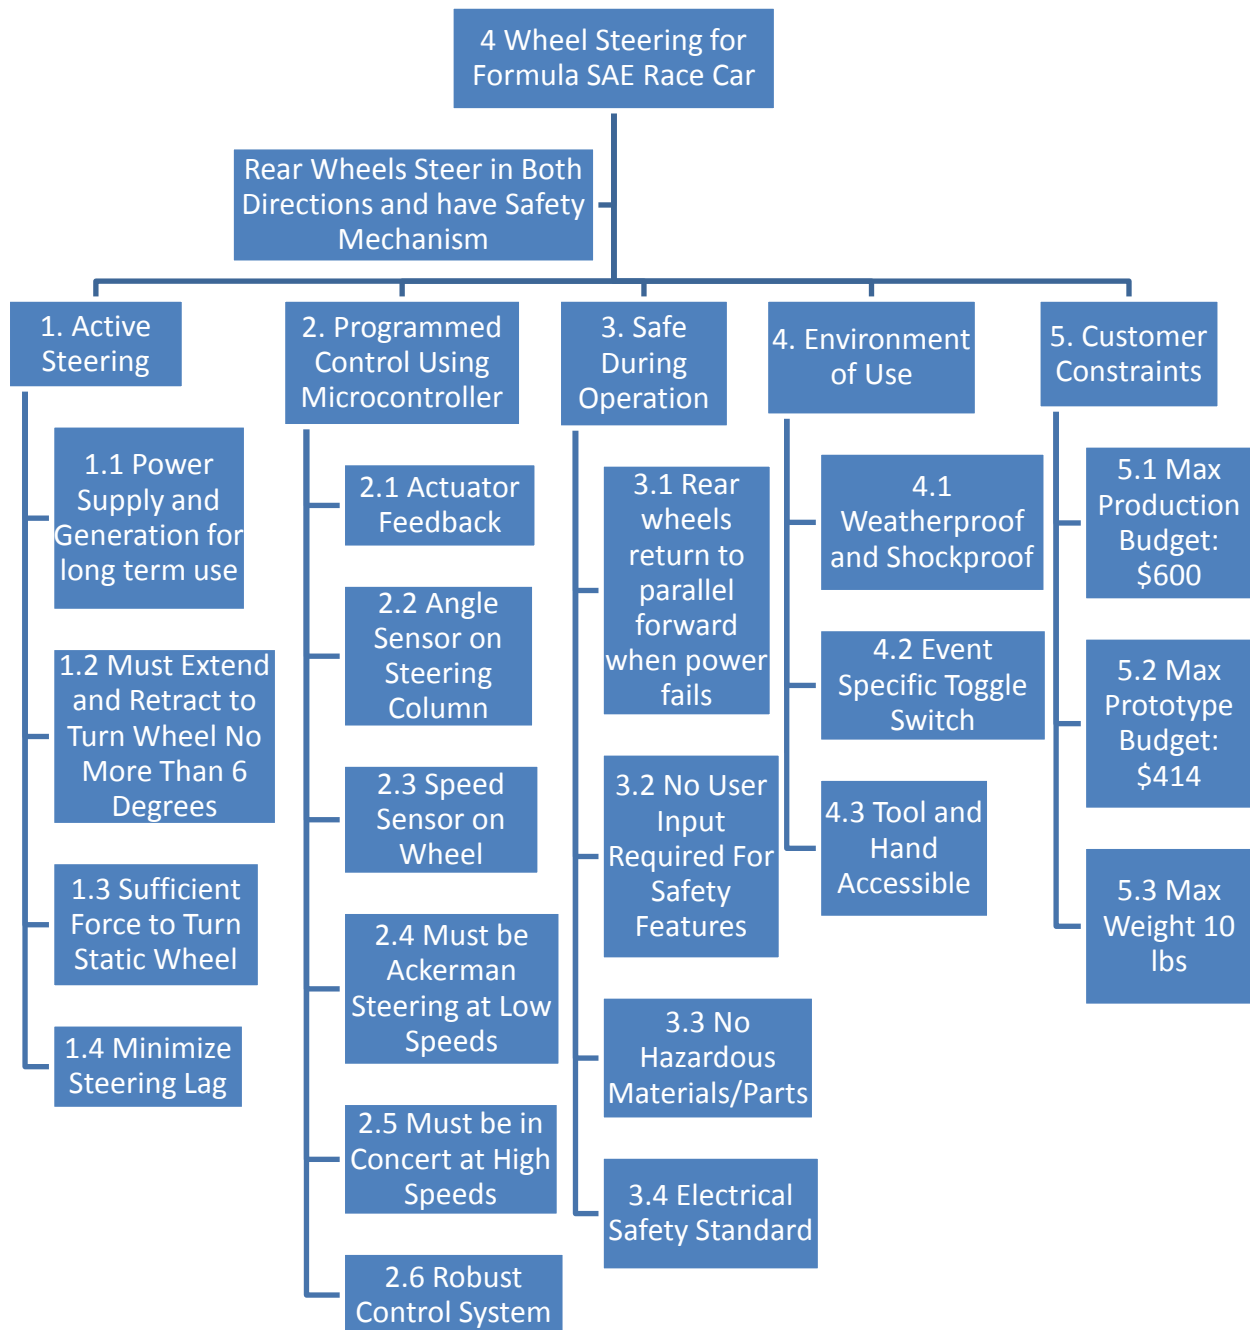 4 Wheel Steering for
Formula SAE Race Car
Rear Wheels Steer in Both
Directions and have Safety
Mechanism
1. Active
Steering
1.1 Power
Supply and
Generation for
long term use
1.2 Must Extend
and Retract to
Turn Wheel No
More Than 6
Degrees
1.3 Sufficient
Force to Turn
Static Wheel
1.4 Minimize
Steering Lag
2. Programmed
Control Using
Microcontroller
2.1 Actuator
Feedback
2.2 Angle
Sensor on
Steering
Column
2.3 Speed
Sensor on
Wheel
2.4 Must be
Ackerman
Steering at Low
Speeds
2.5 Must be in
Concert at High
Speeds
2.6 Robust
Control System
3. Safe
During
Operation
3.1 Rear
wheels
return to
parallel
forward
when power
fails
3.2 No User
Input
Required For
Safety
Features
3.3 No
Hazardous
Materials/Parts
3.4 Electrical
Safety Standard
4. Environment
of Use
4.1
Weatherproof
and Shockproof
4.2 Event
Specific Toggle
Switch
4.3 Tool and
Hand
Accessible
5. Customer
Constraints
5.1 Max
Production
Budget:
$600
5.2 Max
Prototype
Budget:
$414
5.3 Max
Weight 10
lbs